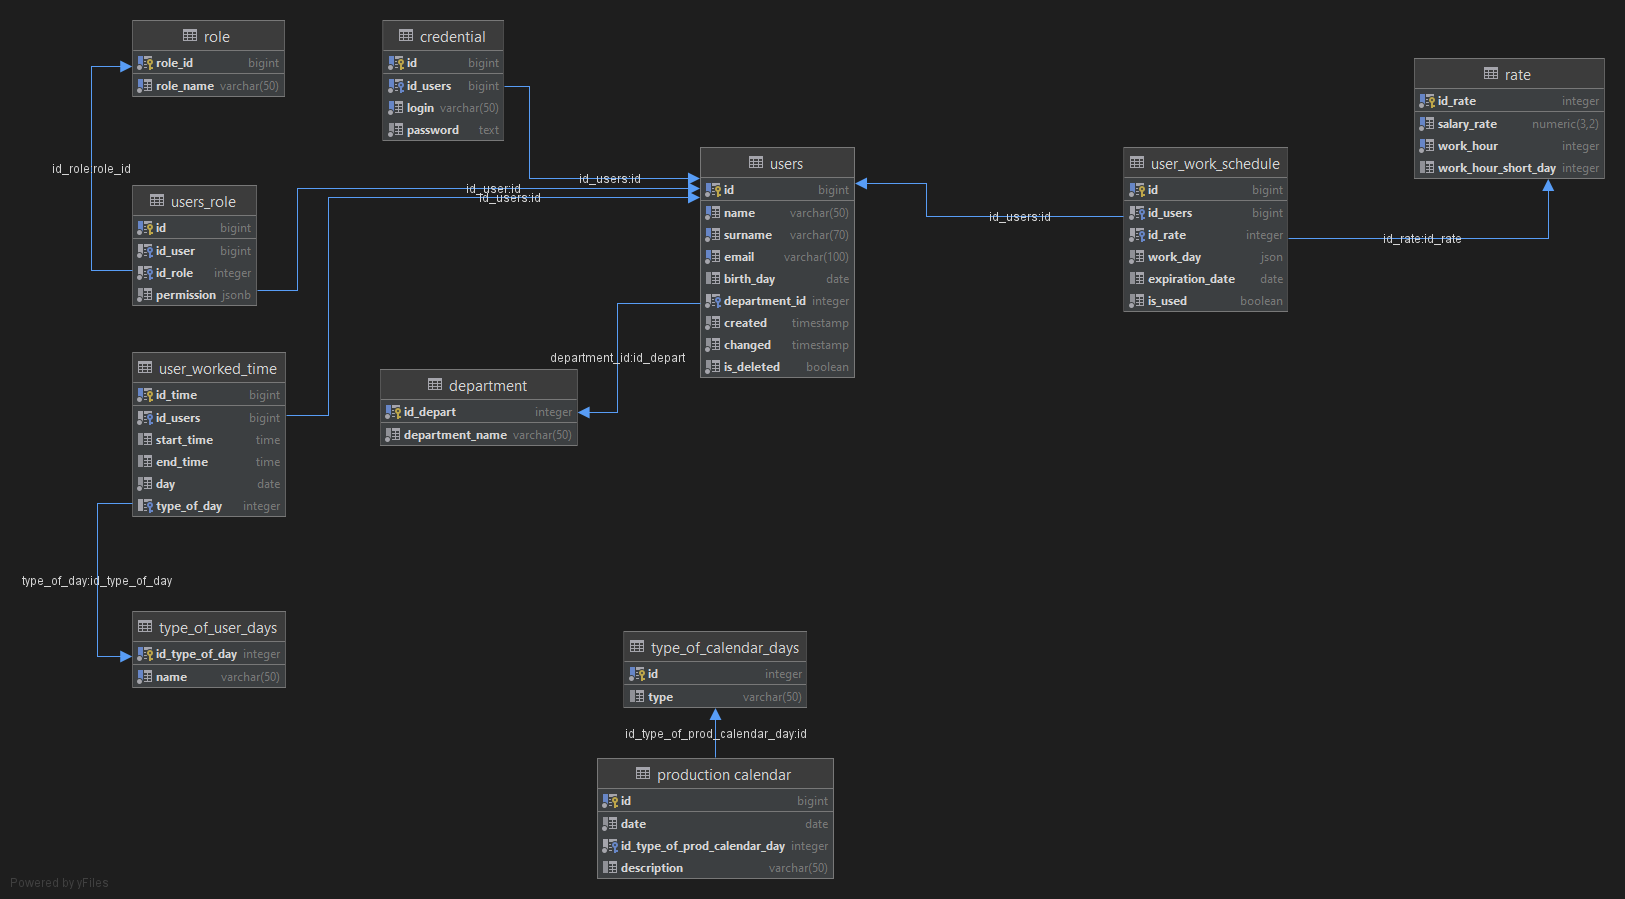 role
role_id bigint
role_name varchar(50)
credential
id bigint
id_users bigint
login varchar(50)
password text
rate
id_rate integer
salary_rate numeric(3,2)
work_hour integer
work_hour_short_day integer
id_role:role_id
users_role
id bigint
id_user bigint
id_role integer
permission jsonb
id_users:id
id_user:id
id_users:id
users
id bigint
name varchar(50)
surname varchar(70)
email varchar(100)
birth_day date
department_id integer
created timestamp
changed timestamp
is_deleted boolean
id_users:id
user_work_schedule
id bigint
id_users bigint
id_rate integer
work_day json
expiration_date date
is_used boolean
id_rate:id_rate
user_worked_time
id_time bigint
id_users bigint
start_time time
end_time time
day date
type_of_day integer
department_id:id_depart
department
id_depart integer
department_name varchar(50)
type_of_day:id_type_of_day
type_of_user_days
id_type_of_day integer
name varchar(50)
type_of_calendar_days
id integer
type varchar(50)
id_type_of_prod_calendar_day:id
production calendar
id bigint
date date
id_type_of_prod_calendar_day integer
description varchar(50)
Powered by yFiles